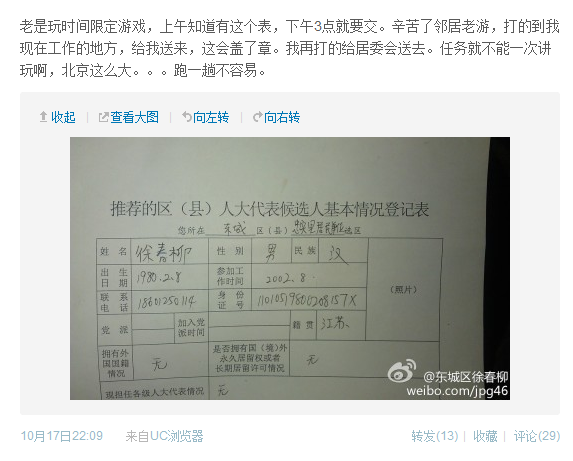 老是玩时间限定游戏，上午知道有这个表，下午3点就要交。辛苦了邻居老游，打的到我
现在工作的地方，给我送来，这会盖了章。我再打的给居委会送去。任务就不能一次讲
玩啊，北京这么大。。。跑一趟不容易。
收起 | 查看大图 | 向左转 | 向右转
推荐的区（县）人大代表候选人基本情况登记表
您所在 东城 区（县） 选区
姓名 徐春柳 性别 男 民族 汉
出生日期 1980.2.8 参加工作时间 2002.8. （照片）
联系电话 18601250114 身份证号 11010519800208157X
党派 加入党派时间 籍贯 江苏
拥有外国国籍情况 无 是否拥有国（境）外永久居留权或者长期居留许可情况 无
现担任各级人大代表情况 无
@东城区徐春柳
weibo.com/jpg46
10月17日22:09 来自UC浏览器 转发(13) | 收藏 | 评论(29)